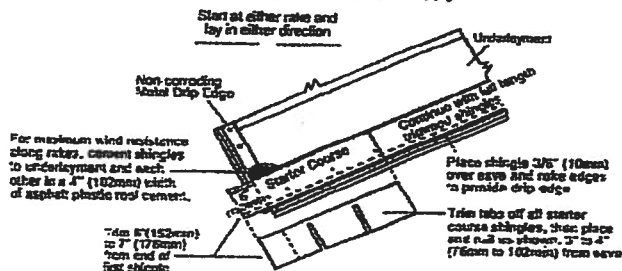 Start at either rake and
lay in either direction
Underlayment
Non-corroding
Metal Drip Edge
Continue with full length
trimmed shingles
For maximum wind resistance
along rakes, cement shingles
to underlayment and each
other in a 4" (102mm) width
of asphalt plastic roof cement.
Starter Course
Place shingle 3/8" (10mm)
over eave and rake edges
to provide drip edge
Trim 6"(152mm)
to 7" (178mm)
from end of
first shingle
Trim tabs off all starter
course shingles, then place
and nail as shown, 3" to 4"
(76mm to 102mm) from eave